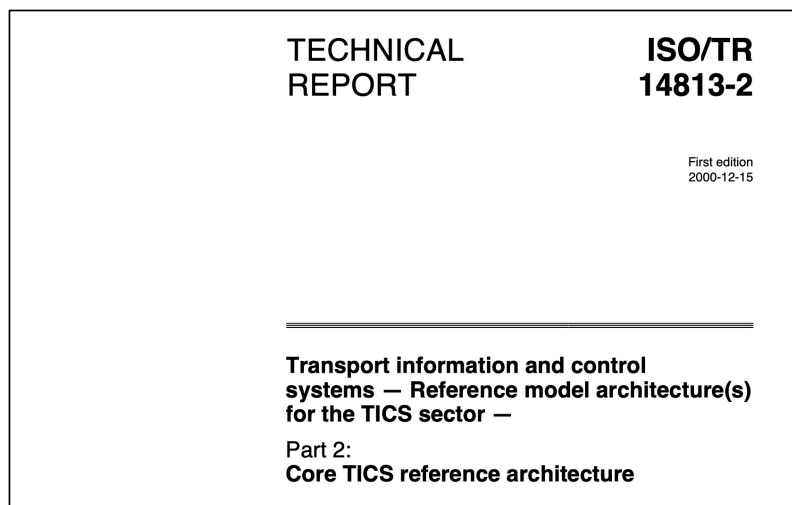 TECHNICAL
REPORT
ISO/TR
14813-2
First edition
2000-12-15
Transport information and control
systems — Reference model architecture(s)
for the TICS sector —
Part 2:
Core TICS reference architecture